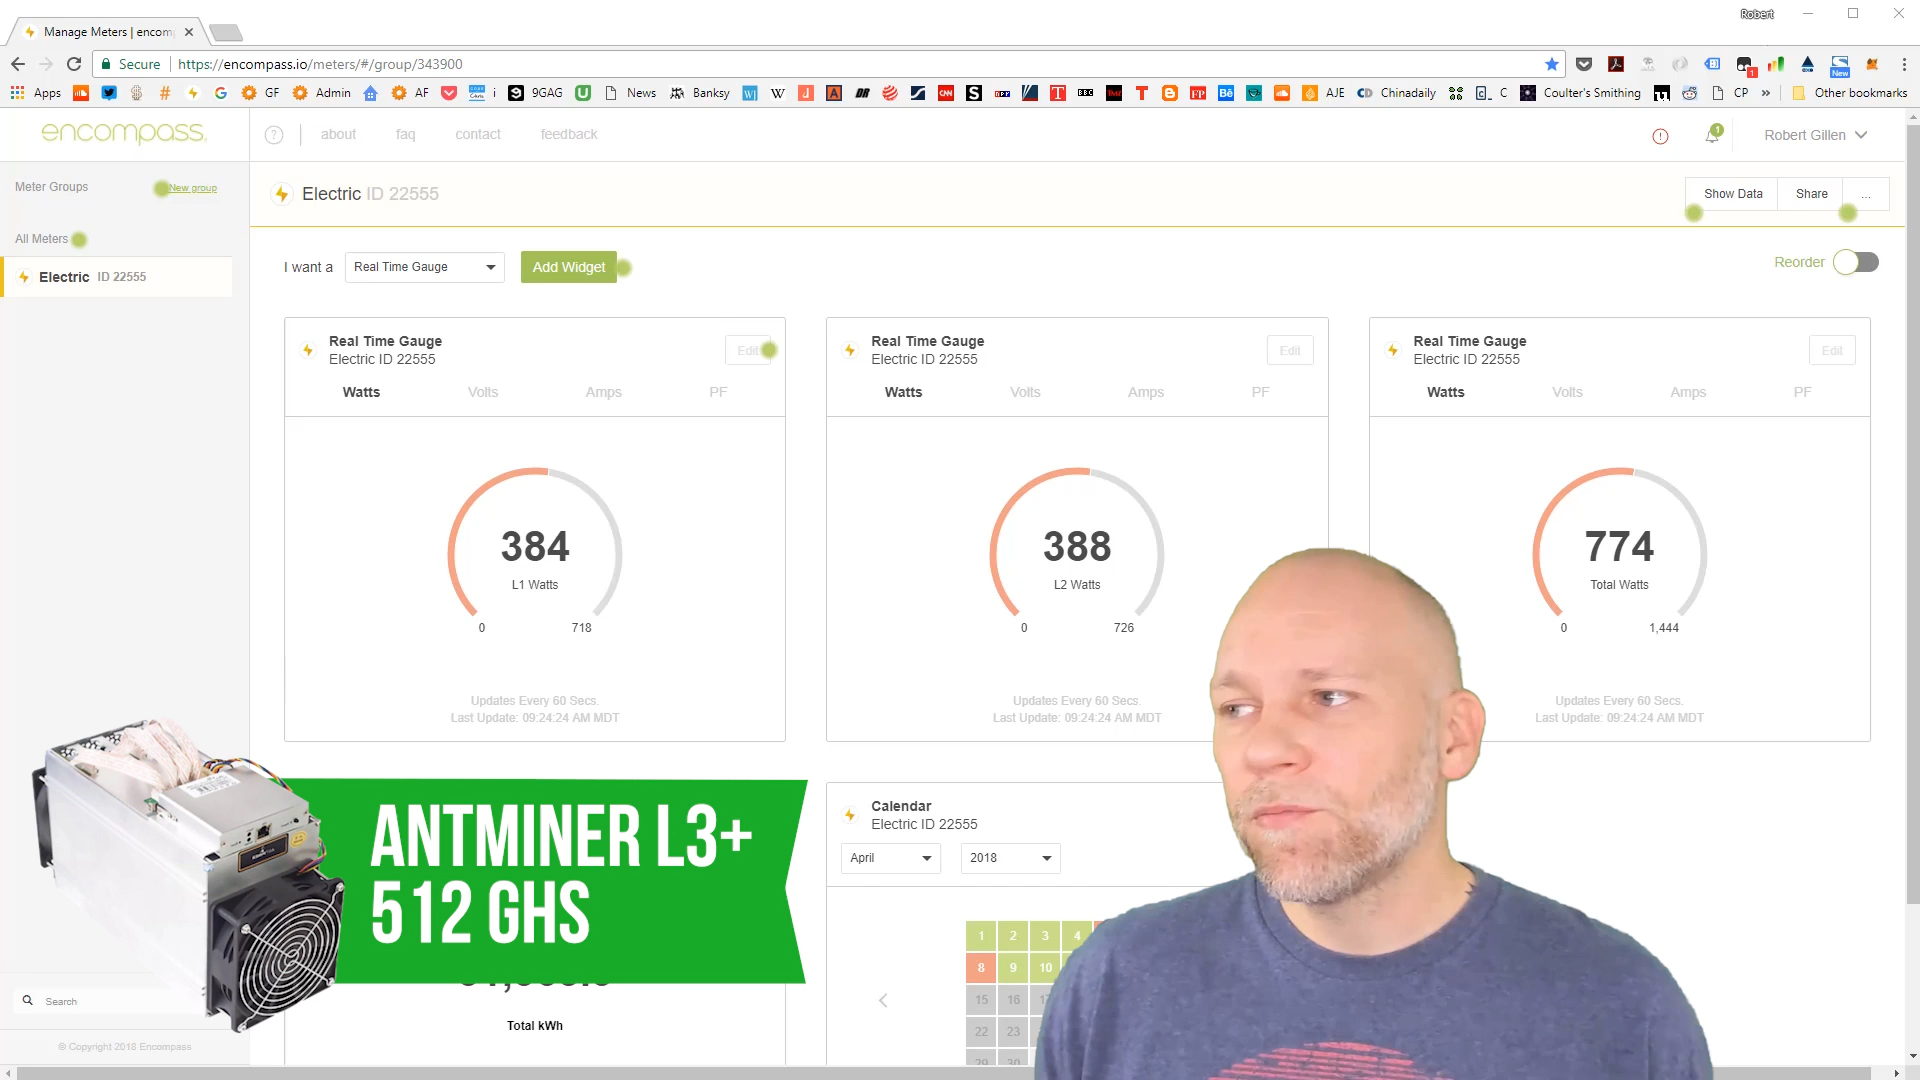 Robert
Manage Meters | encom
Secure https://encompass.io/meters/#/group/343900
New
1
Apps GF Admin AF i 9GAG News Banksy AJE Chinadaily C Coulter's Smithing CP » Other bookmarks
encompass.
? about faq contact feedback
1
Robert Gillen
Meter Groups New group
All Meters
Electric ID 22555
Electric ID 22555
Show Data Share ...
I want a Real Time Gauge Add Widget
Reorder
Real Time Gauge
Electric ID 22555
Edit
Watts Volts Amps PF
384
L1 Watts
0 718
Updates Every 60 Secs.
Last Update: 09:24:24 AM MDT
Real Time Gauge
Electric ID 22555
Edit
Watts Volts Amps PF
388
L2 Watts
0 726
Updates Every 60 Secs.
Last Update: 09:24:24 AM MDT
Real Time Gauge
Electric ID 22555
Edit
Watts Volts Amps PF
774
Total Watts
0 1,444
Updates Every 60 Secs.
Last Update: 09:24:24 AM MDT
ANTMINER L3+
512 GHS
Total kWh
Calendar
Electric ID 22555
April 2018
1 2 3 4
8 9 10
15 16
22 23
29 30
Search
© Copyright 2018 Encompass